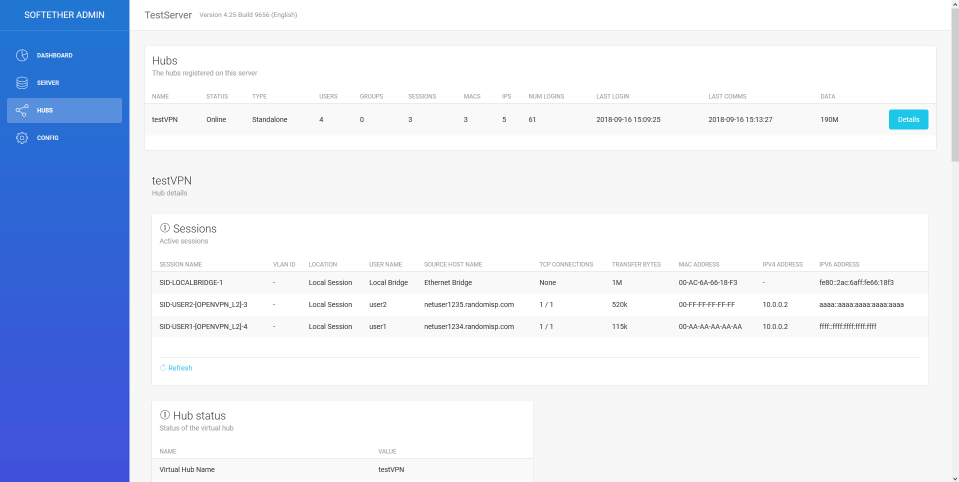 SOFTETHER ADMIN
TestServer Version 4.25 Build 9656 (English)
DASHBOARD
SERVER
HUBS
CONFIG
Hubs
The hubs registered on this server
NAME STATUS TYPE USERS GROUPS SESSIONS MACS IPS NUM LOGNS LAST LOGIN LAST COMMS DATA
testVPN Online Standalone 4 0 3 3 5 61 2018-09-16 15:09:25 2018-09-16 15:13:27 190M Details
testVPN
Hub details
Sessions
Active sessions
SESSION NAME VLAN ID LOCATION USER NAME SOURCE HOST NAME TCP CONNECTIONS TRANSFER BYTES MAC ADDRESS IPV4 ADDRESS IPV6 ADDRESS
SID-LOCALBRIDGE-1 - Local Session Local Bridge Ethernet Bridge None 1M 00-AC-6A-66-18-F3 - fe80::2ac:6aff:fe66:18f3
SID-USER2-[OPENVPN_L2]-3 - Local Session user2 netuser1235.randomisp.com 1 / 1 520k 00-FF-FF-FF-FF-FF 10.0.0.2 aaaa::aaaa:aaaa:aaaa:aaaa
SID-USER1-[OPENVPN_L2]-4 - Local Session user1 netuser1234.randomisp.com 1 / 1 115k 00-AA-AA-AA-AA-AA 10.0.0.2 ffff::ffff:ffff:ffff:ffff
Refresh
Hub status
Status of the virtual hub
NAME VALUE
Virtual Hub Name testVPN